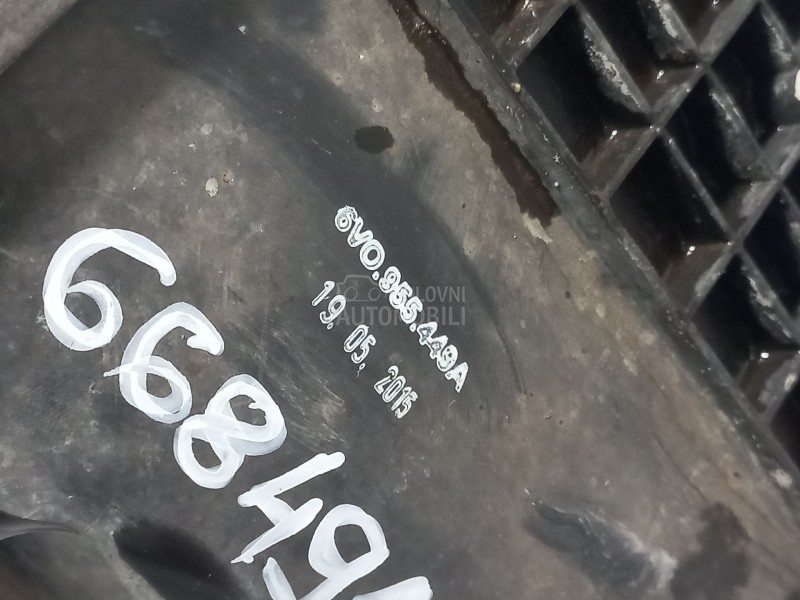 6V0.955.449A
19.05.2015
POLOVNI
AUTOMOBILI
66849